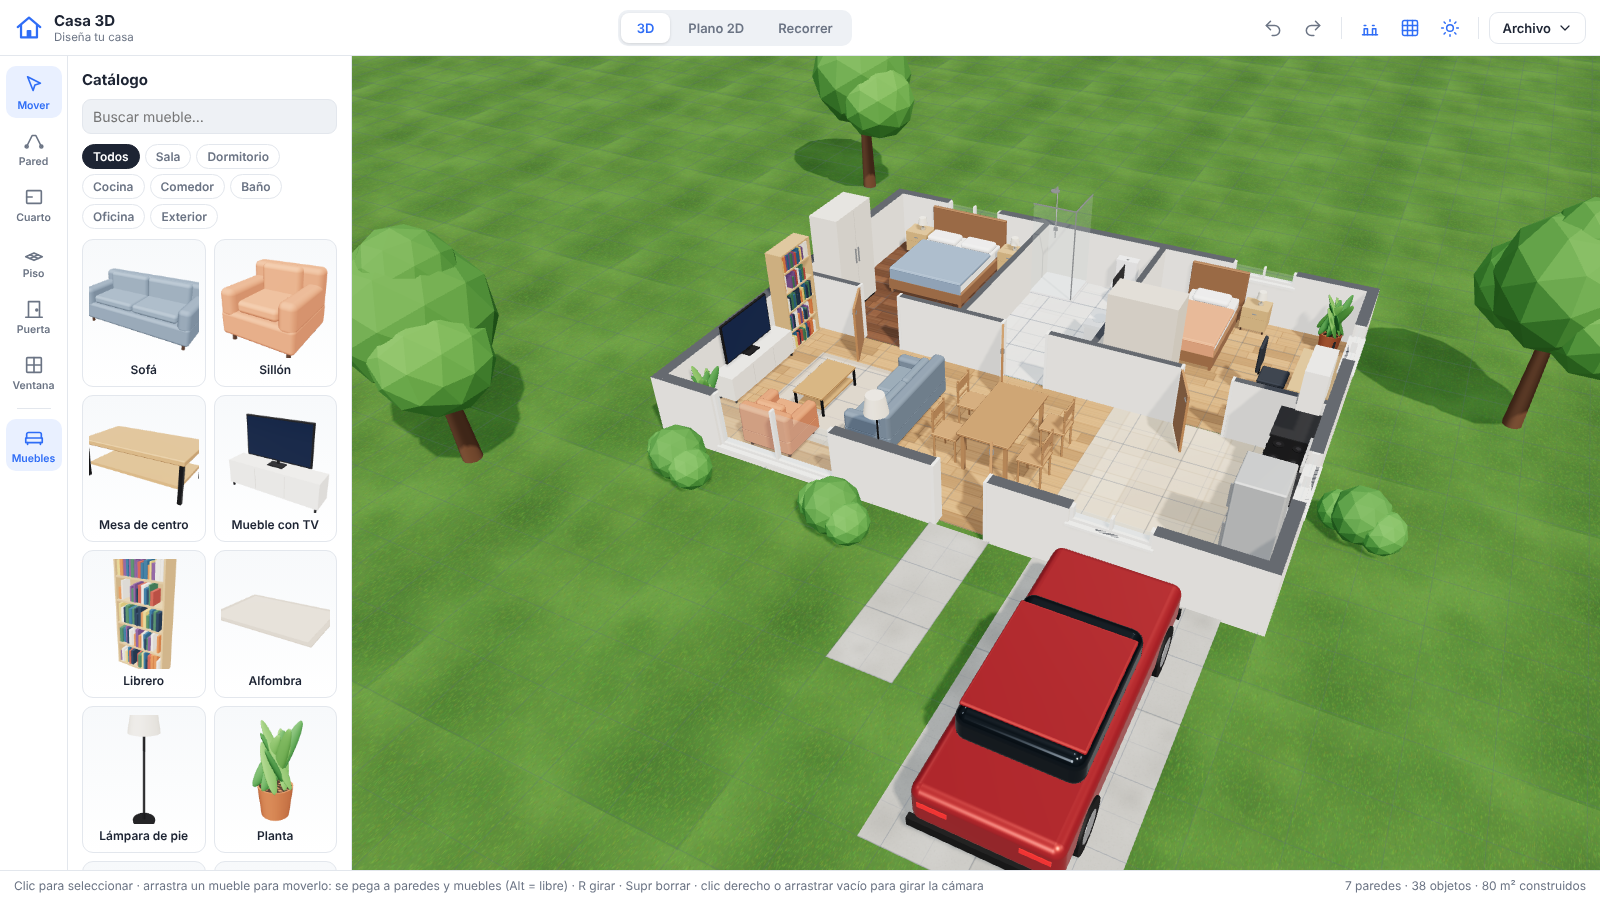 Casa 3D
Diseña tu casa
3D
Plano 2D
Recorrer
Archivo
Mover
Pared
Cuarto
Piso
Puerta
Ventana
Muebles
Catálogo
Buscar mueble...
Todos
Sala
Dormitorio
Cocina
Comedor
Baño
Oficina
Exterior
Sofá
Sillón
Mesa de centro
Mueble con TV
Librero
Alfombra
Lámpara de pie
Planta
Clic para seleccionar · arrastra un mueble para moverlo: se pega a paredes y muebles (Alt = libre) · R girar · Supr borrar · clic derecho o arrastrar vacío para girar la cámara
7 paredes · 38 objetos · 80 m² construidos